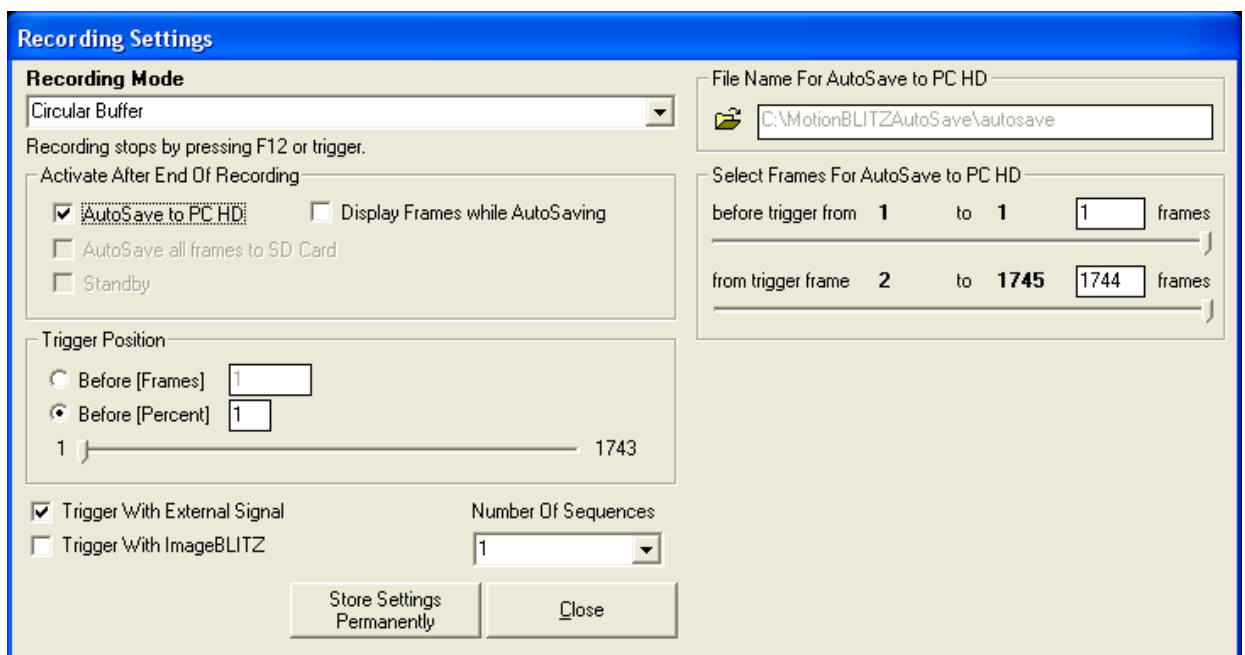 Recording Settings
Recording Mode
Circular Buffer
Recording stops by pressing F12 or trigger.
Activate After End Of Recording
AutoSave to PC HD Display Frames while AutoSaving
AutoSave all frames to SD Card
Standby
Trigger Position
Before [Frames] 1
Before [Percent] 1
1 1743
Trigger With External Signal
Trigger With ImageBLITZ
Number Of Sequences
1
Store Settings
Permanently
Close
File Name For AutoSave to PC HD
C:\MotionBLITZAutoSave\autosave
Select Frames For AutoSave to PC HD
before trigger from 1 to 1 1 frames
from trigger frame 2 to 1745 1744 frames